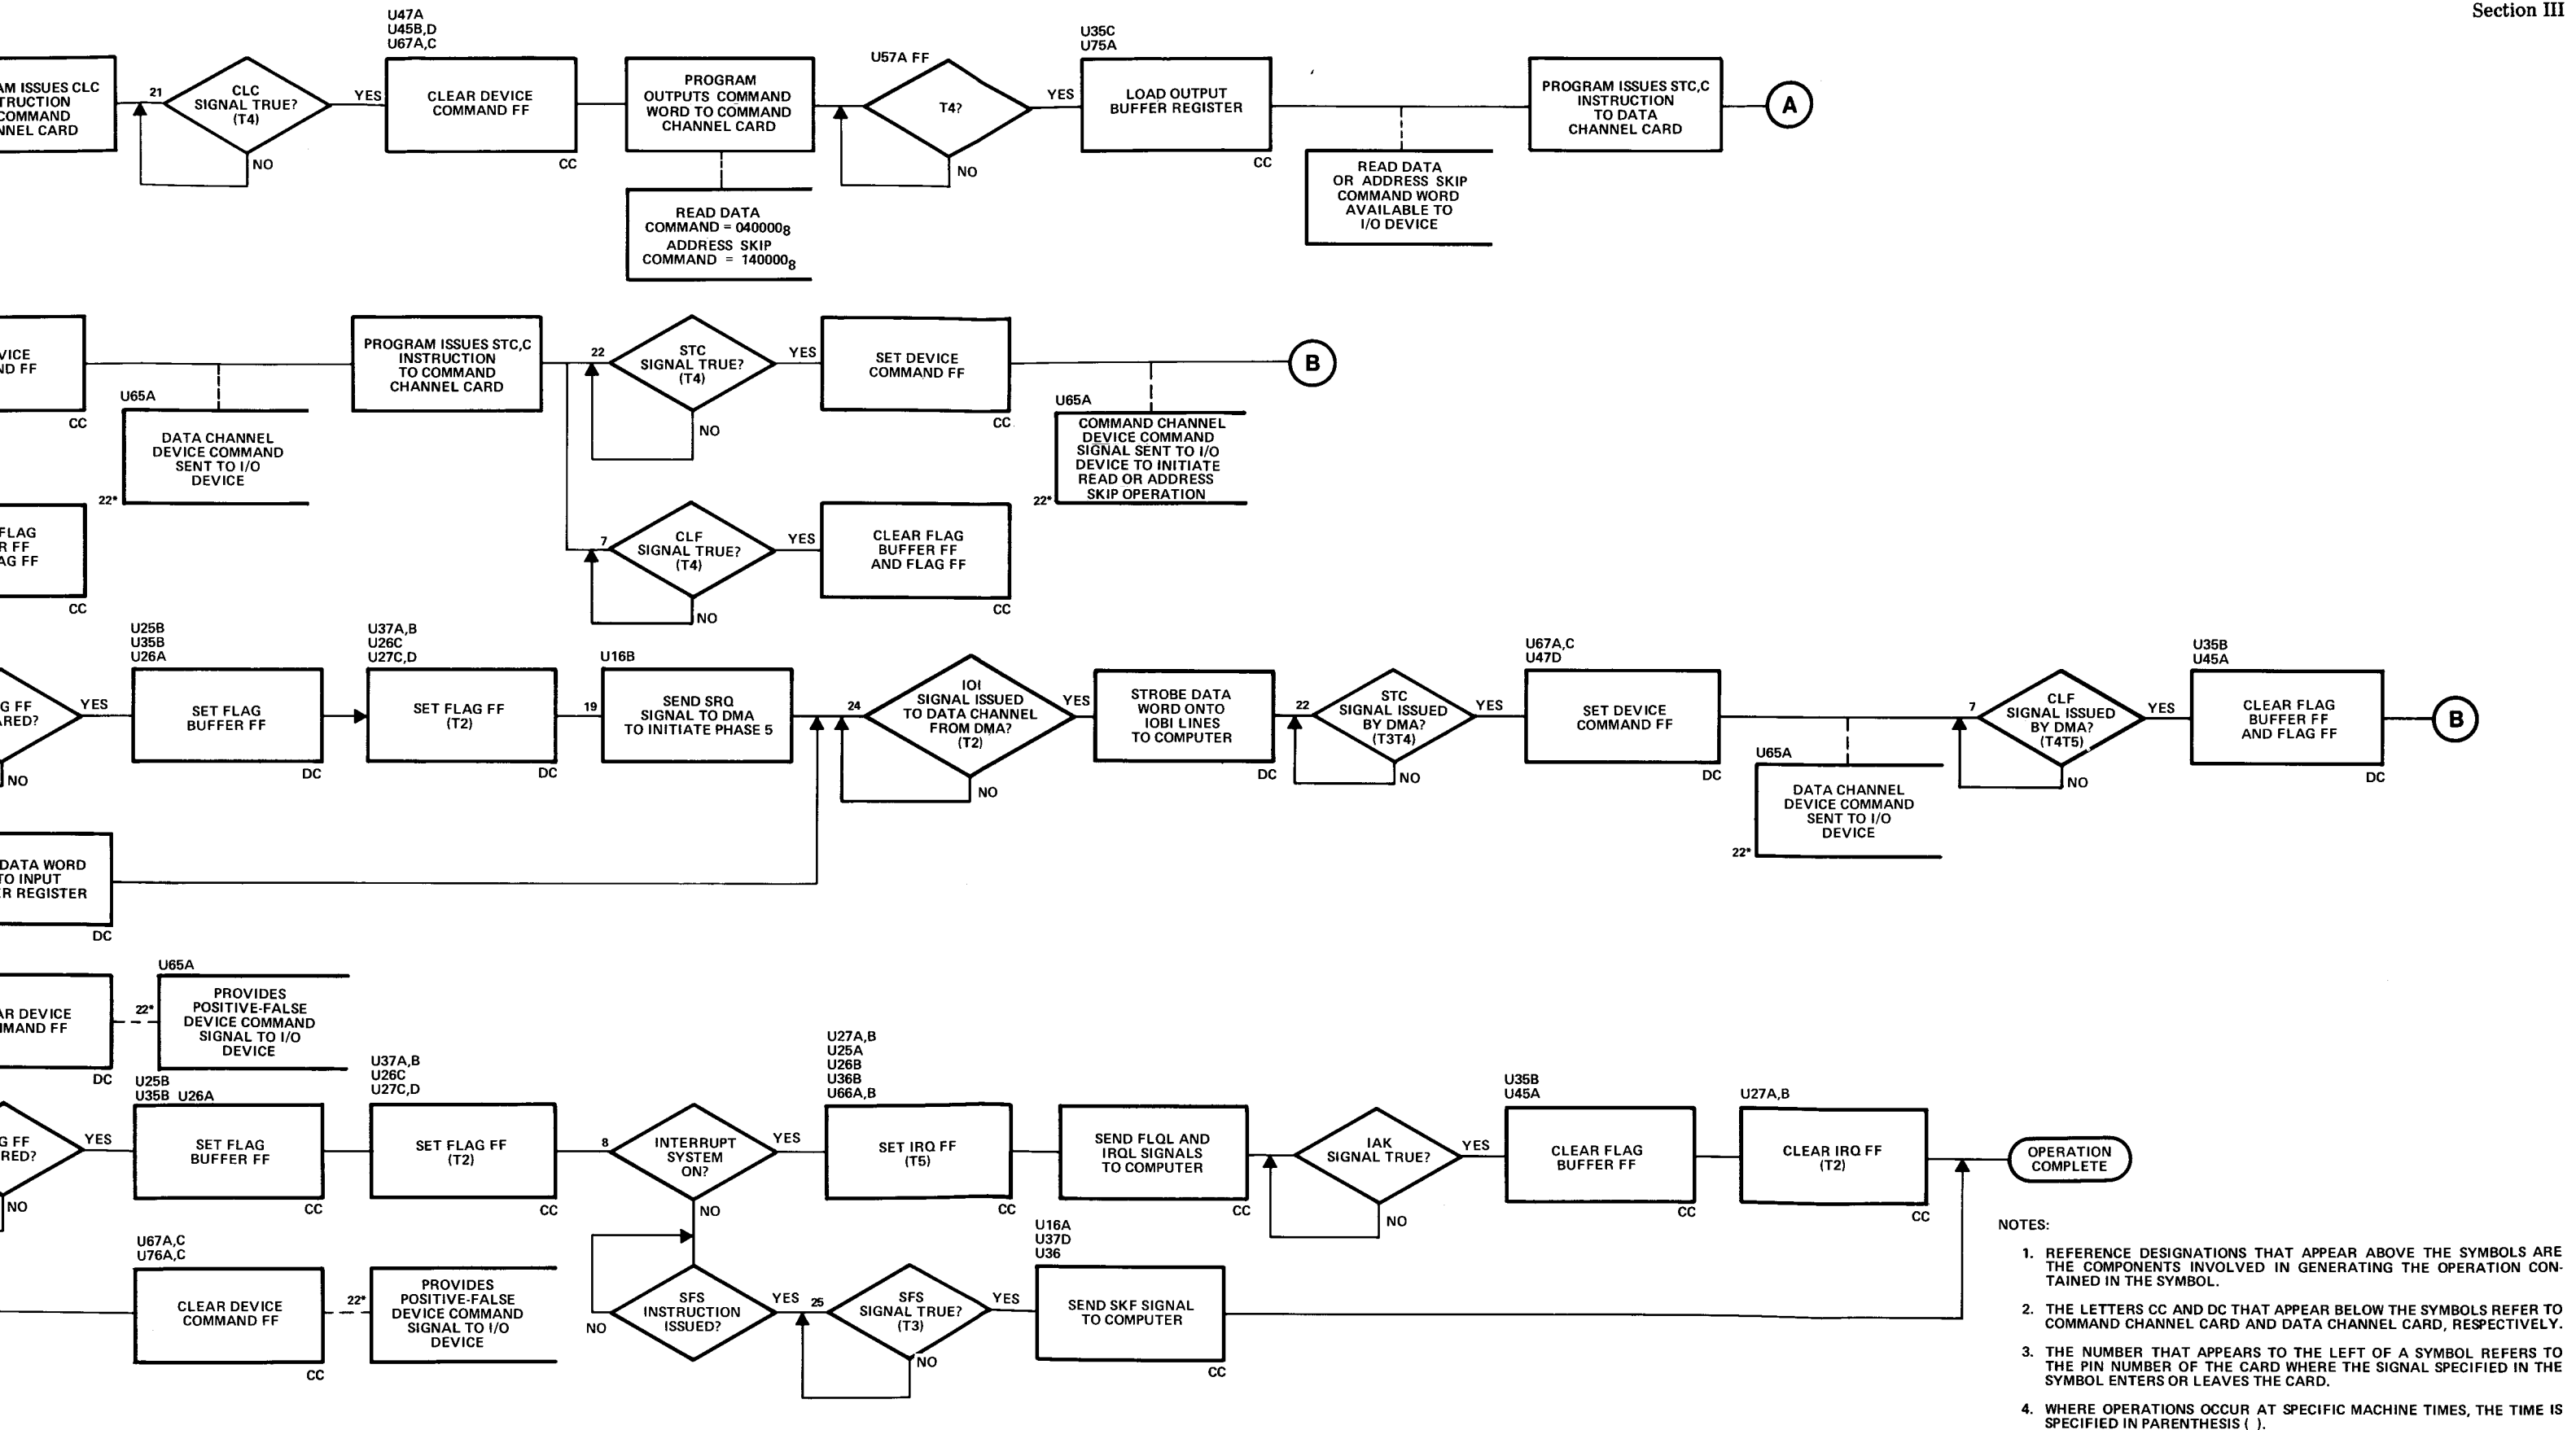 Section III
U47A
U45B,D
U67A,C
U35C
U75A
U57A FF
AM ISSUES CLC
TRUCTION
COMMAND
NNEL CARD
21
CLC
SIGNAL TRUE?
(T4)
YES
NO
CLEAR DEVICE
COMMAND FF
CC
PROGRAM
OUTPUTS COMMAND
WORD TO COMMAND
CHANNEL CARD
T4?
YES
NO
LOAD OUTPUT
BUFFER REGISTER
CC
PROGRAM ISSUES STC,C
INSTRUCTION
TO DATA
CHANNEL CARD
A
READ DATA
COMMAND = 0400008
ADDRESS SKIP
COMMAND = 1400008
READ DATA
OR ADDRESS SKIP
COMMAND WORD
AVAILABLE TO
I/O DEVICE
VICE
ND FF
CC
U65A
DATA CHANNEL
DEVICE COMMAND
SENT TO I/O
DEVICE
22*
PROGRAM ISSUES STC,C
INSTRUCTION
TO COMMAND
CHANNEL CARD
22
STC
SIGNAL TRUE?
(T4)
YES
NO
SET DEVICE
COMMAND FF
CC
U65A
COMMAND CHANNEL
DEVICE COMMAND
SIGNAL SENT TO I/O
DEVICE TO INITIATE
READ OR ADDRESS
SKIP OPERATION
22*
B
FLAG
R FF
AG FF
CC
7
CLF
SIGNAL TRUE?
(T4)
YES
NO
CLEAR FLAG
BUFFER FF
AND FLAG FF
CC
G FF
ARED?
YES
NO
U25B
U35B
U26A
SET FLAG
BUFFER FF
DC
U37A,B
U26C
U27C,D
SET FLAG FF
(T2)
DC
19
U16B
SEND SRQ
SIGNAL TO DMA
TO INITIATE PHASE 5
24
IOI
SIGNAL ISSUED
TO DATA CHANNEL
FROM DMA?
(T2)
YES
NO
STROBE DATA
WORD ONTO
IOBI LINES
TO COMPUTER
DC
22
STC
SIGNAL ISSUED
BY DMA?
(T3T4)
YES
NO
U67A,C
U47D
SET DEVICE
COMMAND FF
DC
U65A
DATA CHANNEL
DEVICE COMMAND
SENT TO I/O
DEVICE
22*
7
CLF
SIGNAL ISSUED
BY DMA?
(T4T5)
YES
NO
U35B
U45A
CLEAR FLAG
BUFFER FF
AND FLAG FF
DC
B
DATA WORD
TO INPUT
ER REGISTER
DC
AR DEVICE
MMAND FF
DC
22*
U65A
PROVIDES
POSITIVE-FALSE
DEVICE COMMAND
SIGNAL TO I/O
DEVICE
G FF
RED?
YES
NO
U25B
U35B U26A
SET FLAG
BUFFER FF
CC
U37A,B
U26C
U27C,D
SET FLAG FF
(T2)
CC
8
INTERRUPT
SYSTEM
ON?
YES
NO
U27A,B
U25A
U26B
U36B
U66A,B
SET IRQ FF
(T5)
CC
SEND FLQL AND
IRQL SIGNALS
TO COMPUTER
CC
IAK
SIGNAL TRUE?
YES
NO
U35B
U45A
CLEAR FLAG
BUFFER FF
CC
U27A,B
CLEAR IRQ FF
(T2)
CC
OPERATION
COMPLETE
U67A,C
U76A,C
CLEAR DEVICE
COMMAND FF
CC
22*
PROVIDES
POSITIVE-FALSE
DEVICE COMMAND
SIGNAL TO I/O
DEVICE
SFS
INSTRUCTION
ISSUED?
NO
YES
25
SFS
SIGNAL TRUE?
(T3)
YES
NO
U16A
U37D
U36
SEND SKF SIGNAL
TO COMPUTER
CC
NOTES:
1. REFERENCE DESIGNATIONS THAT APPEAR ABOVE THE SYMBOLS ARE
THE COMPONENTS INVOLVED IN GENERATING THE OPERATION CON-
TAINED IN THE SYMBOL.
2. THE LETTERS CC AND DC THAT APPEAR BELOW THE SYMBOLS REFER TO
COMMAND CHANNEL CARD AND DATA CHANNEL CARD, RESPECTIVELY.
3. THE NUMBER THAT APPEARS TO THE LEFT OF A SYMBOL REFERS TO
THE PIN NUMBER OF THE CARD WHERE THE SIGNAL SPECIFIED IN THE
SYMBOL ENTERS OR LEAVES THE CARD.
4. WHERE OPERATIONS OCCUR AT SPECIFIC MACHINE TIMES, THE TIME IS
SPECIFIED IN PARENTHESIS ( ).